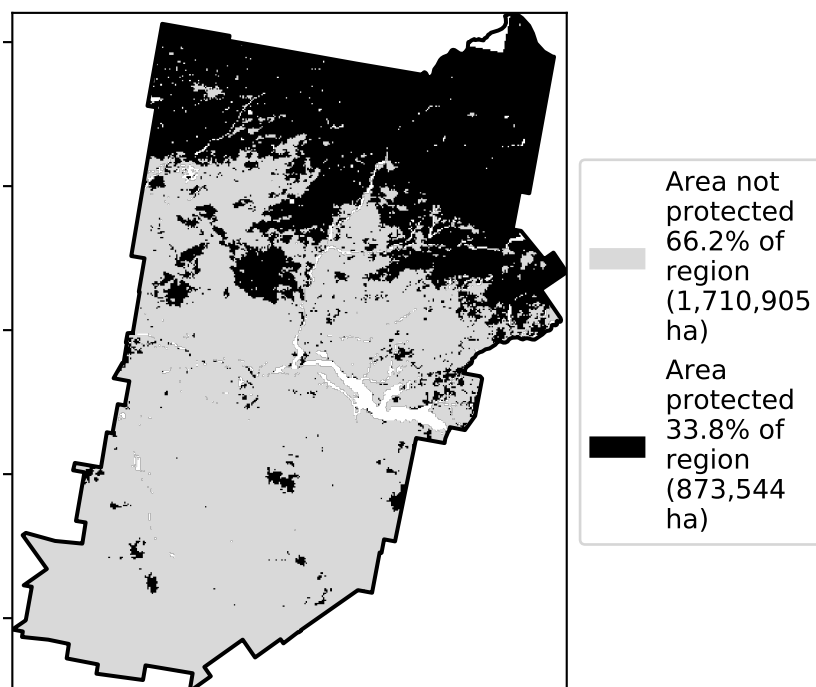 Area not
protected
66.2% of
region
(1,710,905
ha)
Area
protected
33.8% of
region
(873,544
ha)